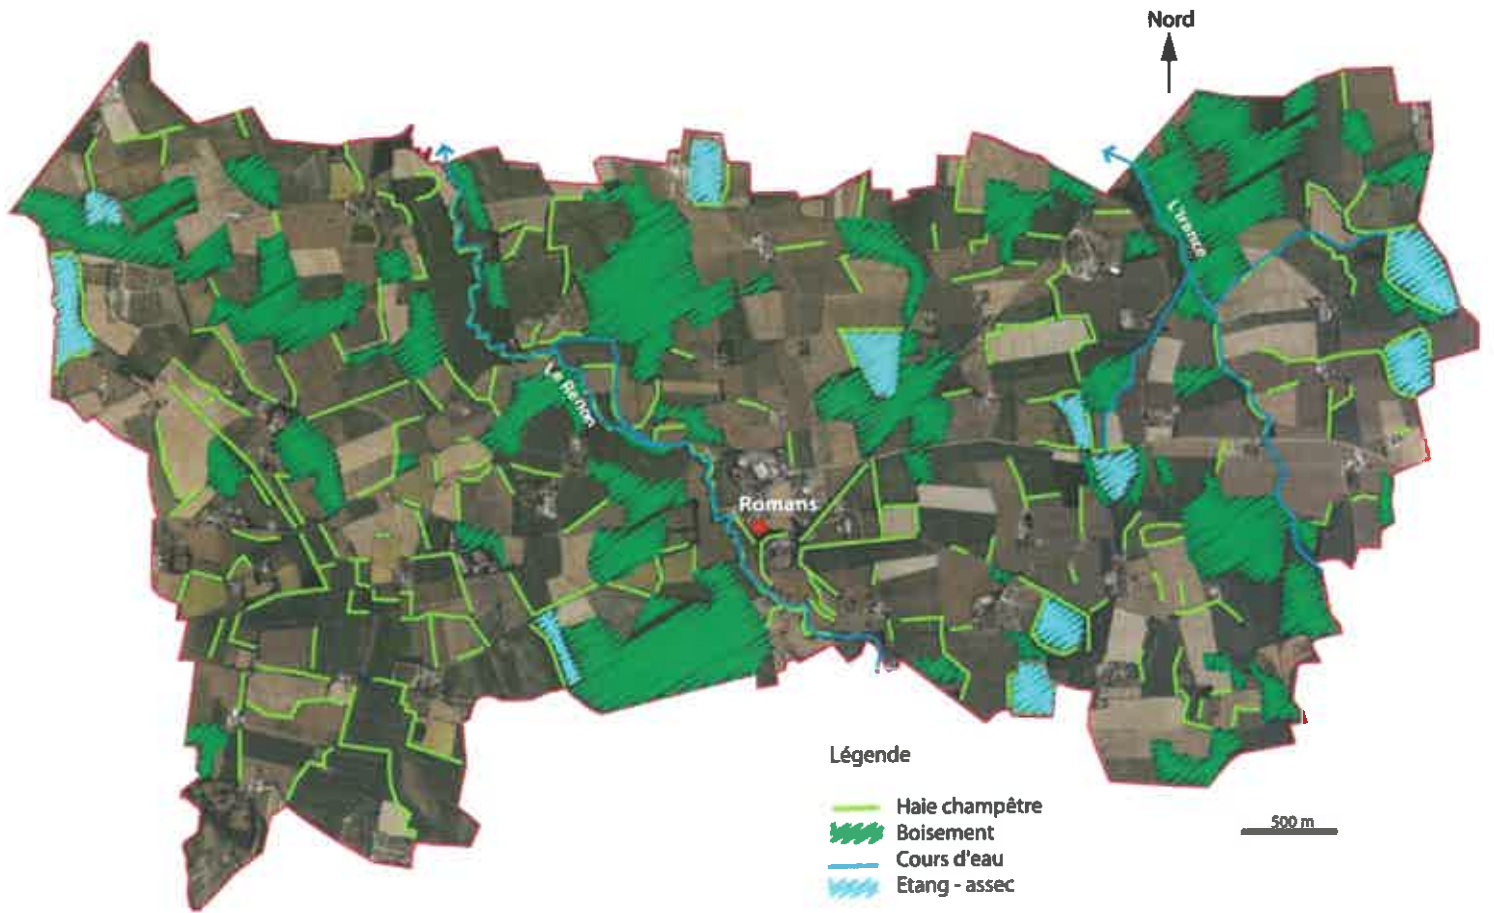 Nord
L'Irance
Le Renon
Romans
Légende
Haie champêtre
Boisement
Cours d'eau
Etang - assec
500 m